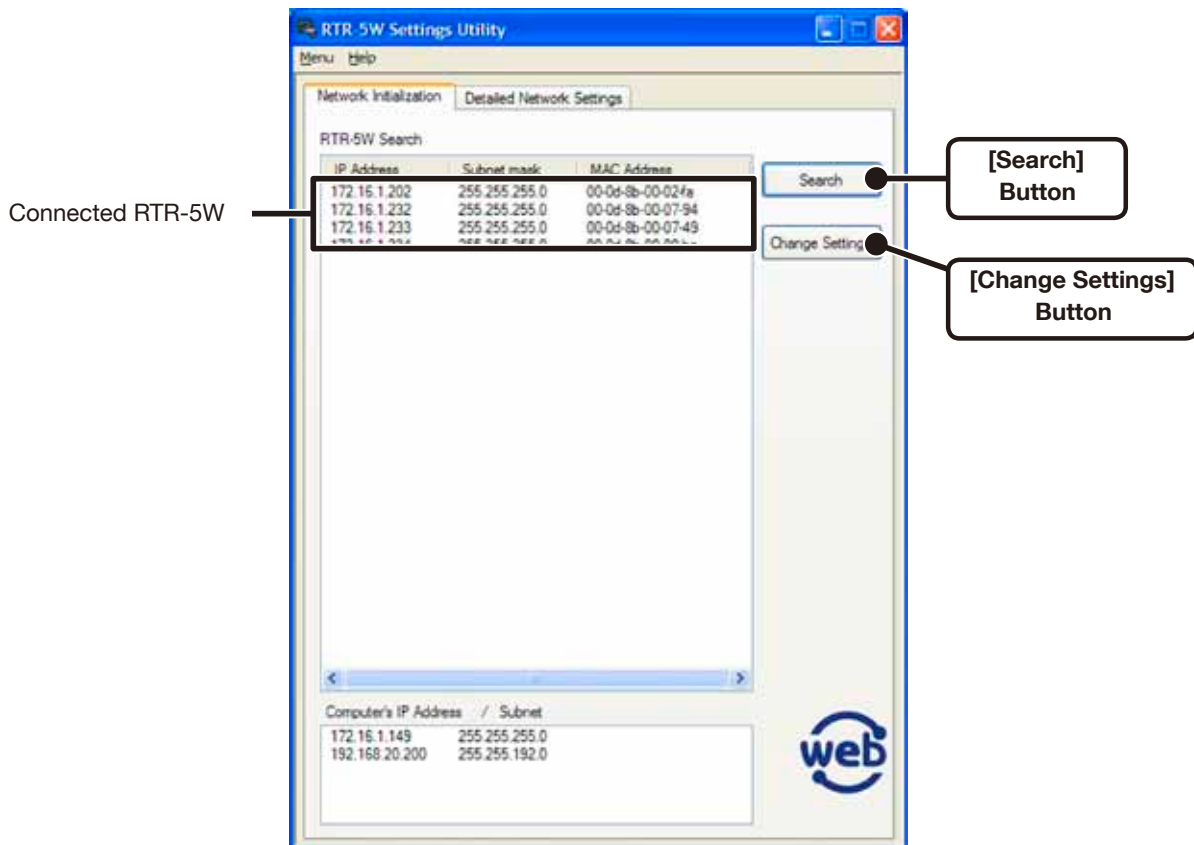 RTR-5W Settings Utility
Menu Help
Network Initialization Detailed Network Settings
RTR-5W Search
IP Address Subnet mask MAC Address
172.16.1.202 255.255.255.0 00-0d-8b-00-02-fa
172.16.1.232 255.255.255.0 00-0d-8b-00-07-94
172.16.1.233 255.255.255.0 00-0d-8b-00-07-49
Search
Change Setting
Connected RTR-5W
[Search]
Button
[Change Settings]
Button
Computer's IP Address / Subnet
172.16.1.149 255.255.255.0
192.168.20.200 255.255.192.0
web